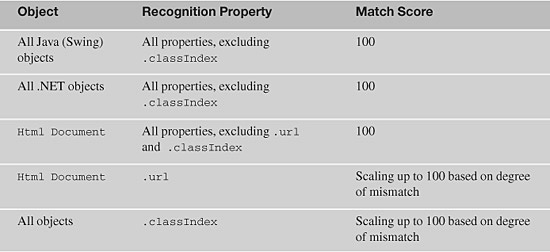 Object Recognition Property Match Score
All Java (Swing) All properties, excluding 100
objects .classIndex
All .NET objects All properties, excluding 100
.classIndex
Html Document All properties, excluding .url 100
and .classIndex
Html Document .url Scaling up to 100 based on degree
of mismatch
All objects .classIndex Scaling up to 100 based on degree
of mismatch